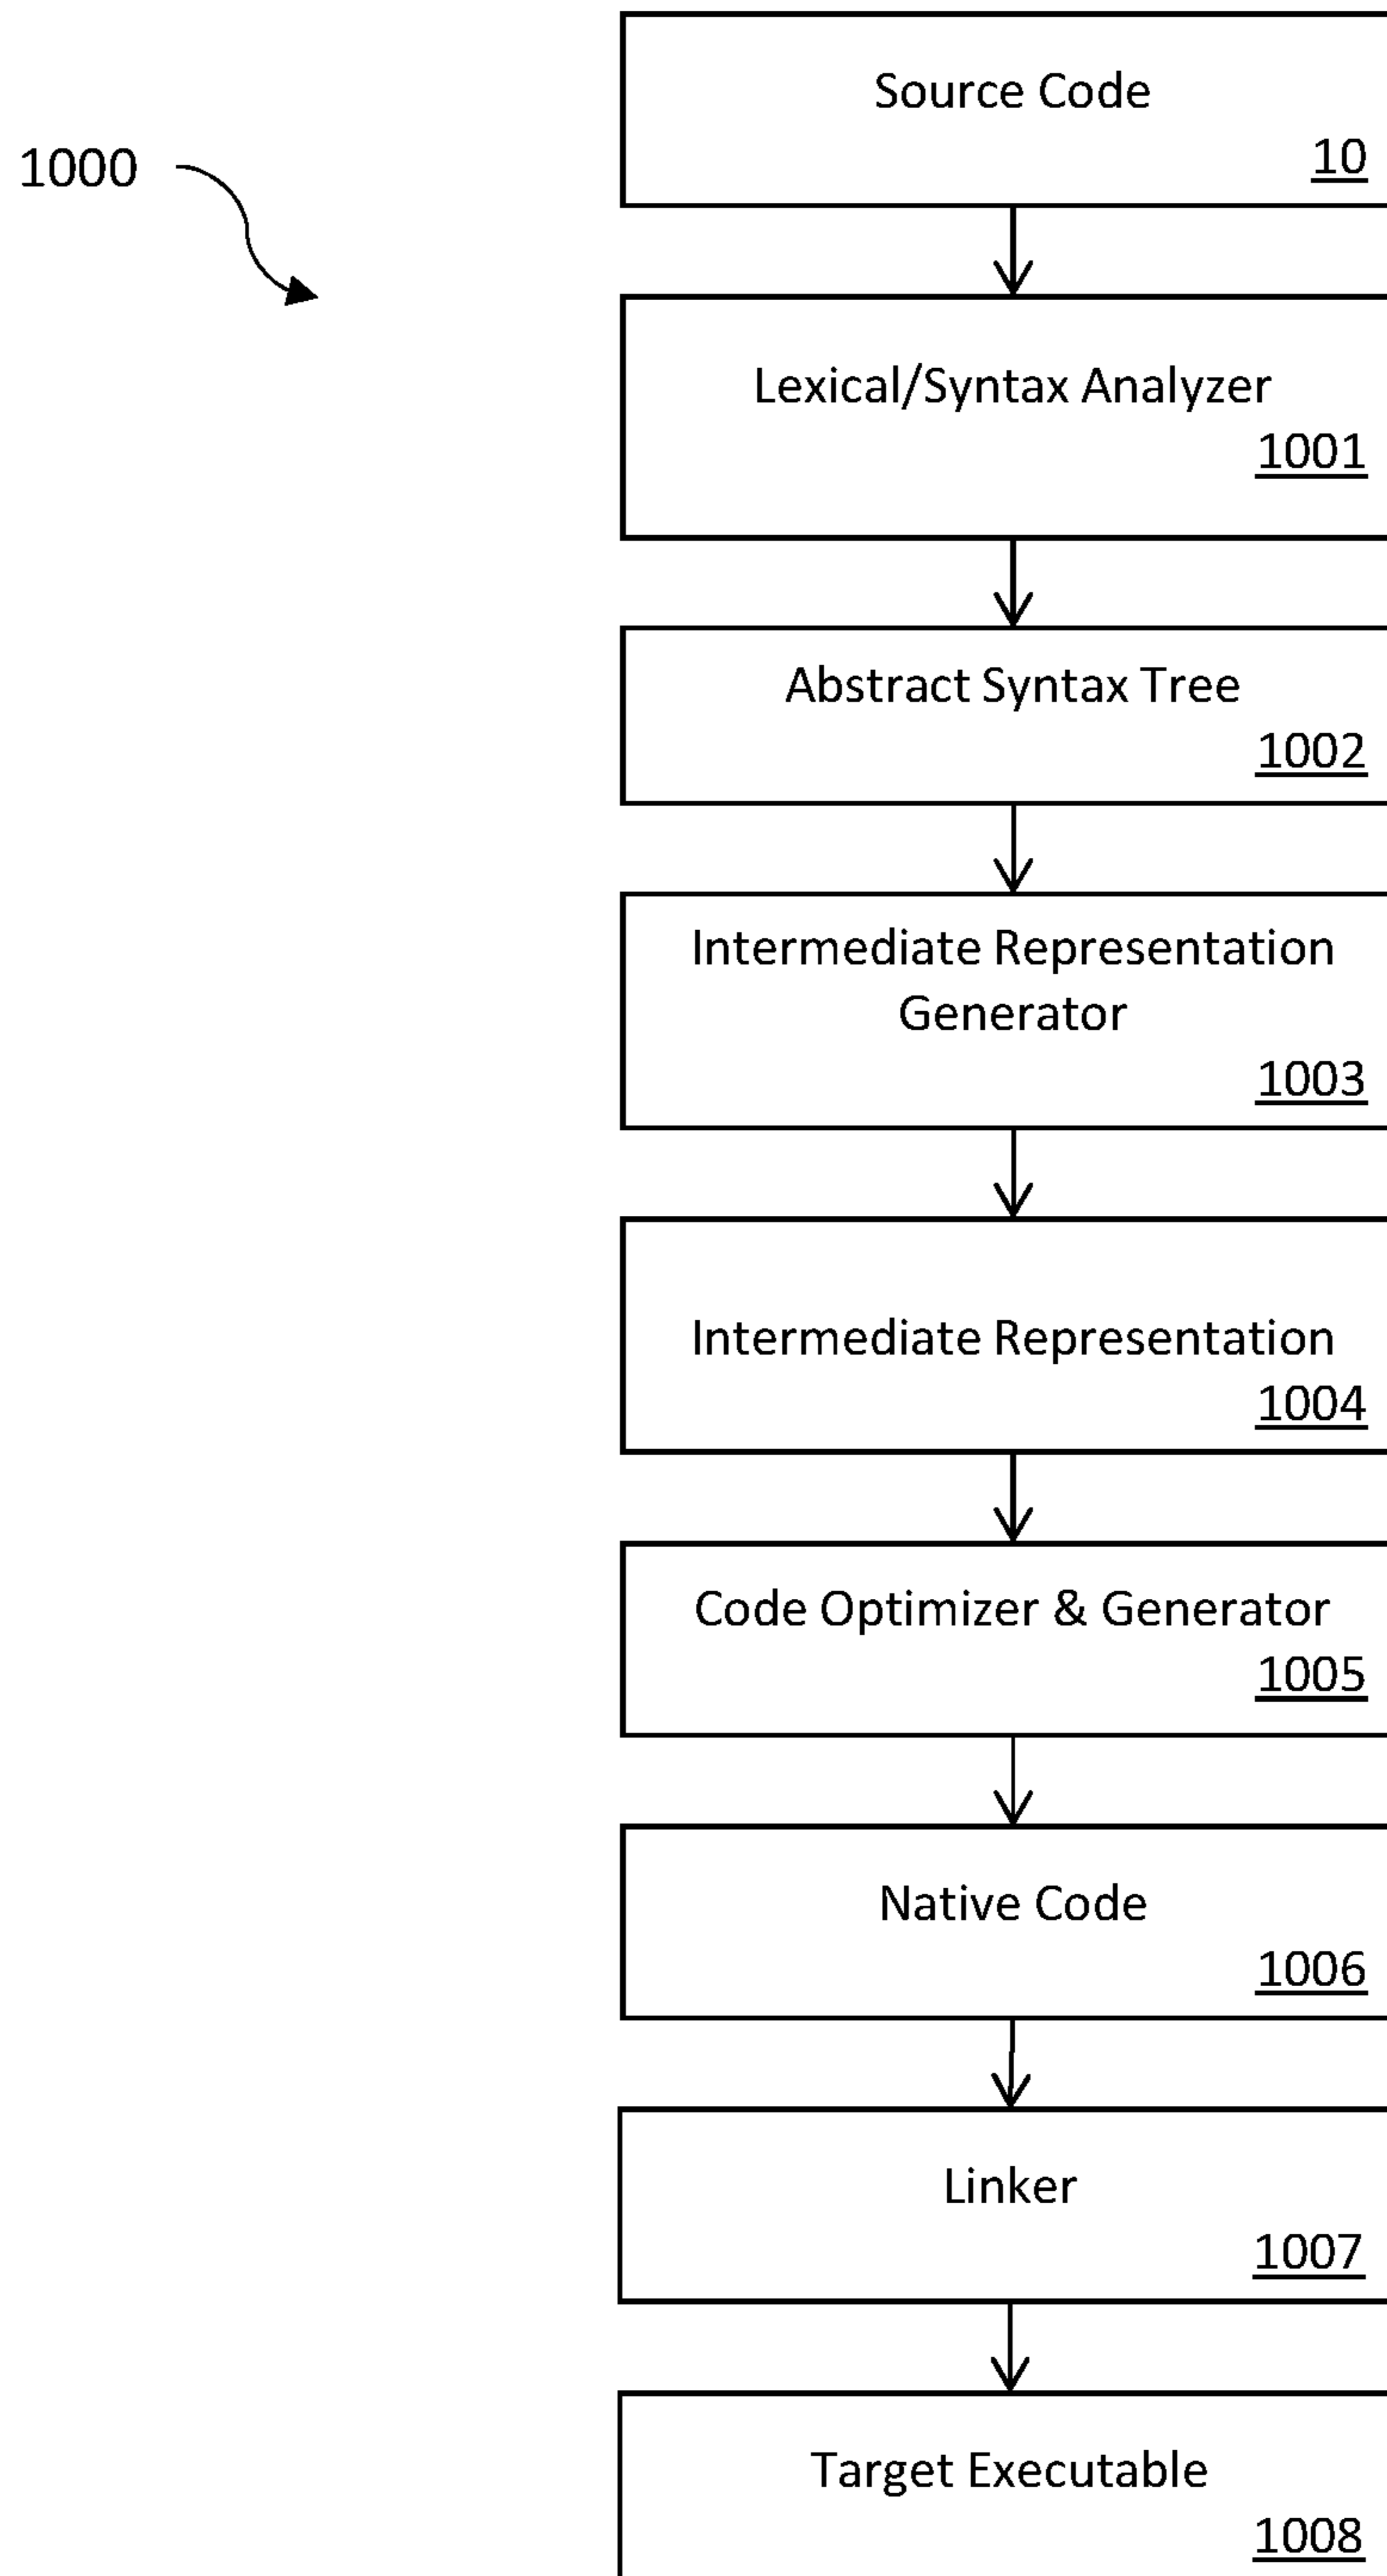 Source Code
10
1000
Lexical/Syntax Analyzer
1001
Abstract Syntax Tree
1002
Intermediate Representation
Generator
1003
Intermediate Representation
1004
Code Optimizer & Generator
1005
Native Code
1006
Linker
1007
Target Executable
1008